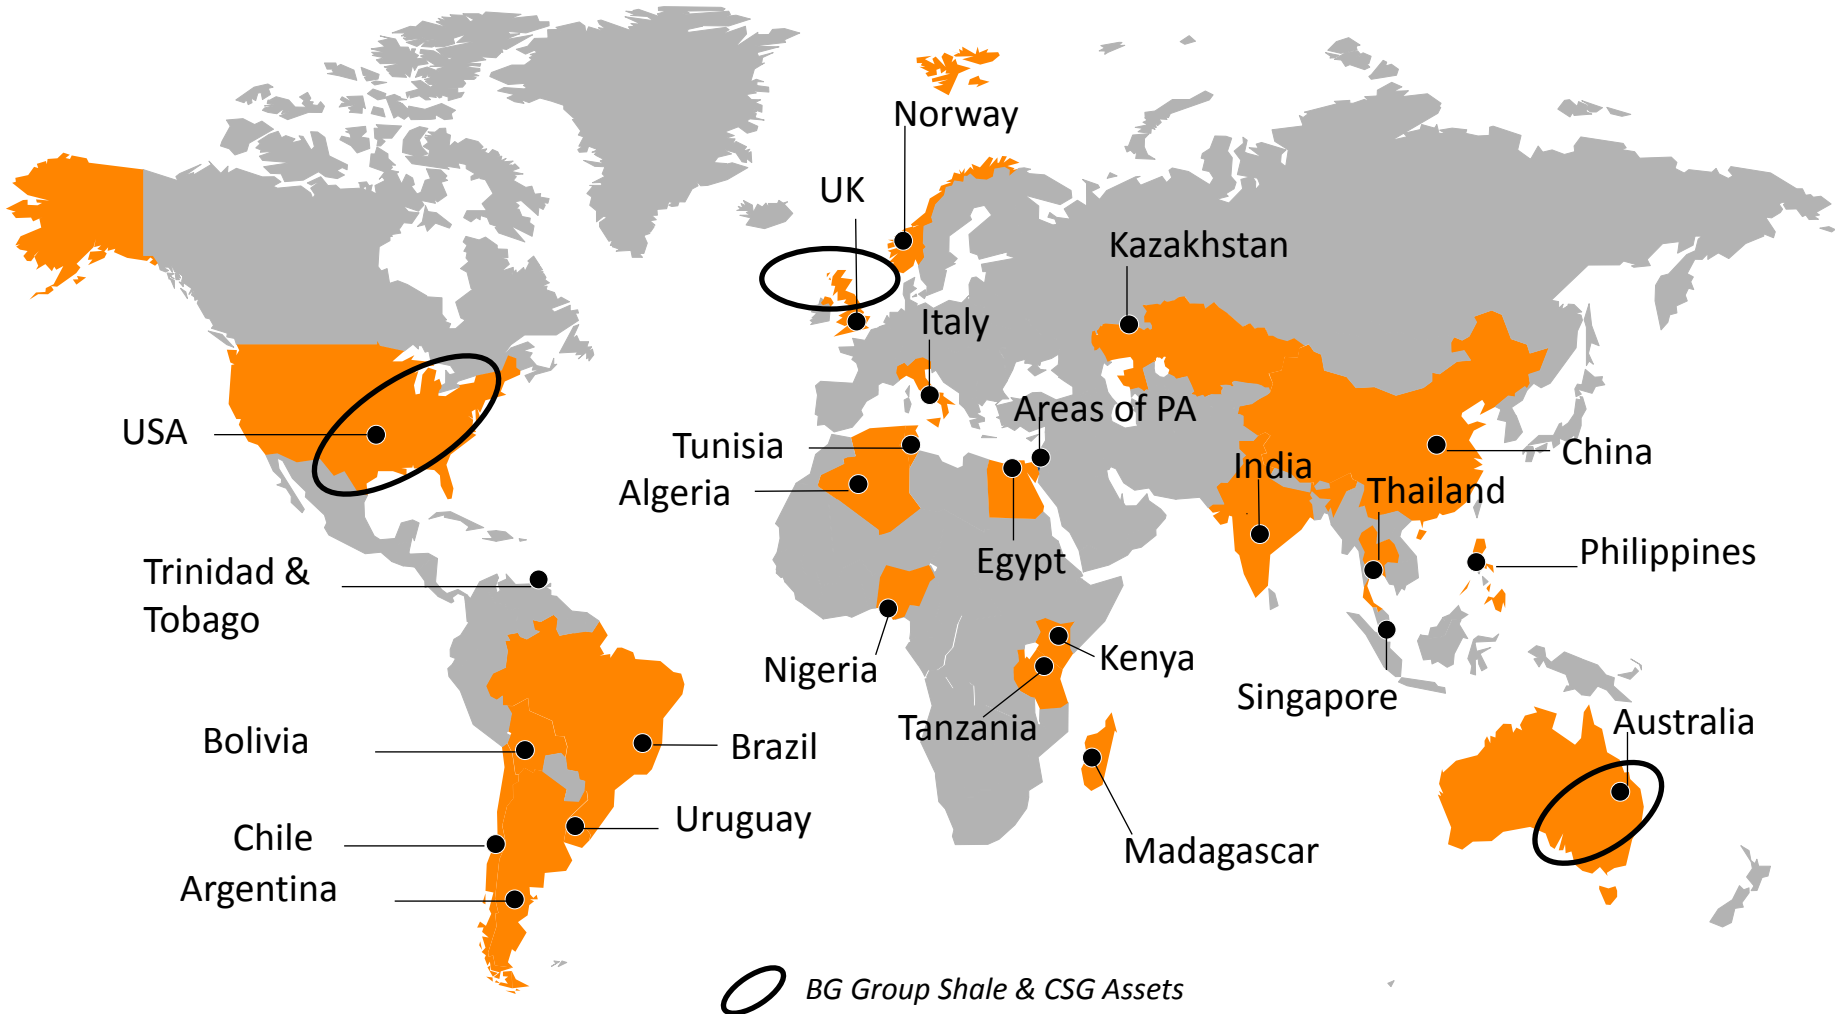 Norway
UK
Kazakhstan
Italy
Areas of PA
USA
Tunisia
China
India
Algeria
Thailand
Egypt
Philippines
Trinidad &
Tobago
Nigeria
Kenya
Singapore
Tanzania
Australia
Bolivia
Brazil
Uruguay
Chile
Madagascar
Argentina
BG Group Shale & CSG Assets